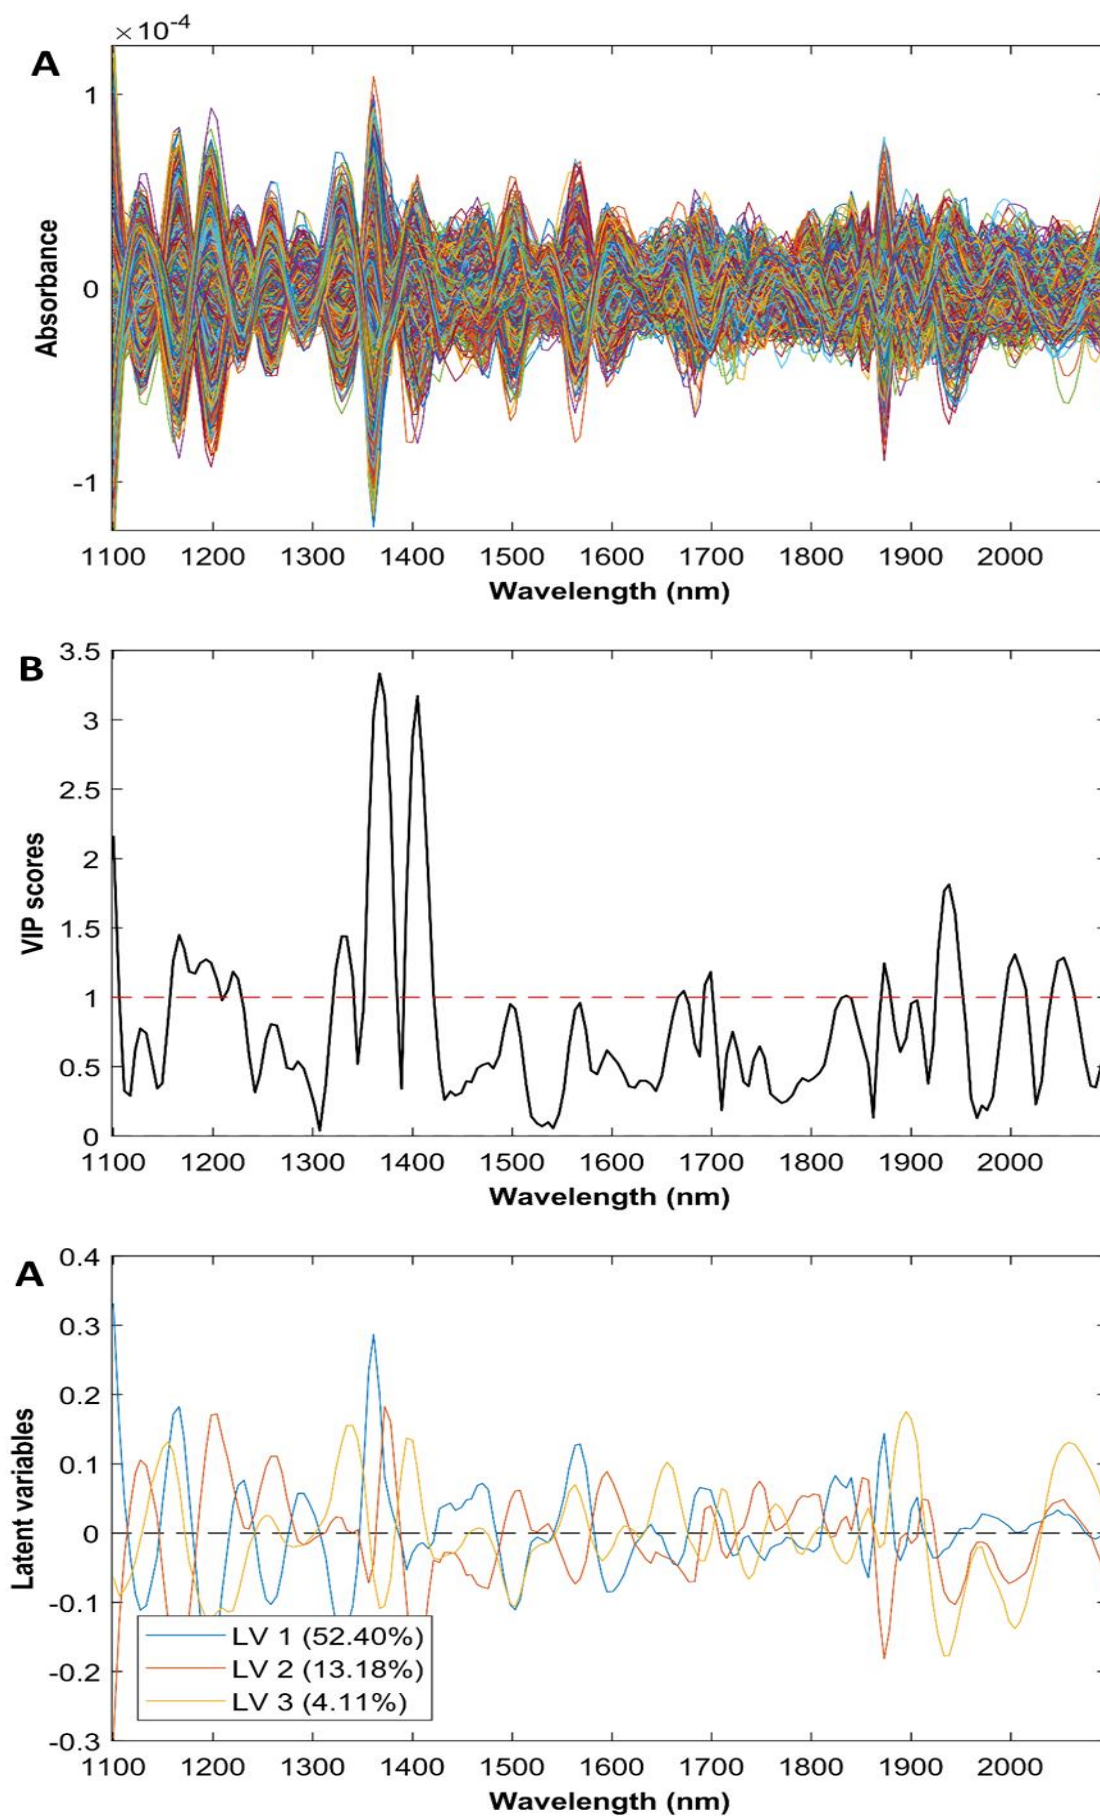 × 10-4
A
1
0
-1
Absorbance
1100 1200 1300 1400 1500 1600 1700 1800 1900 2000
Wavelength (nm)
B
3.5
3
2.5
2
1.5
1
0.5
0
VIP scores
1100 1200 1300 1400 1500 1600 1700 1800 1900 2000
Wavelength (nm)
A
0.4
0.3
0.2
0.1
0
-0.1
-0.2
-0.3
Latent variables
LV 1 (52.40%)
LV 2 (13.18%)
LV 3 (4.11%)
1100 1200 1300 1400 1500 1600 1700 1800 1900 2000
Wavelength (nm)